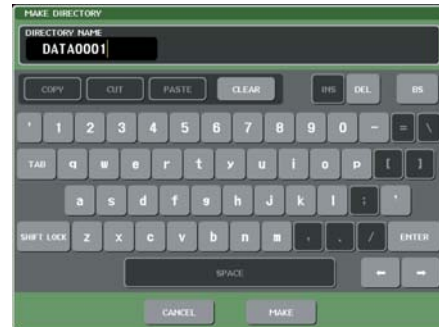 MAKE DIRECTORY
DIRECTORY NAME
DATA0001
COPY CUT PASTE CLEAR INS DEL BS
' 1 2 3 4 5 6 7 8 9 0 - = \
TAB q w e r t y u i o p [ ]
a s d f g h j k l ; '
SHIFT LOCK z x c v b n m , . / ENTER
SPACE ← →
CANCEL MAKE